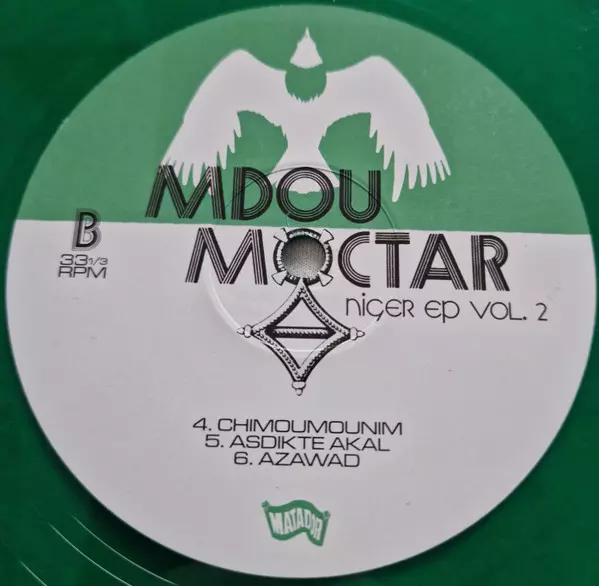 MDOU
MOCTAR
NIGER EP VOL. 2
B
33 1/3
RPM
4. CHIMOUMOUNIM
5. ASDIKTE AKAL
6. AZAWAD
MATADOR